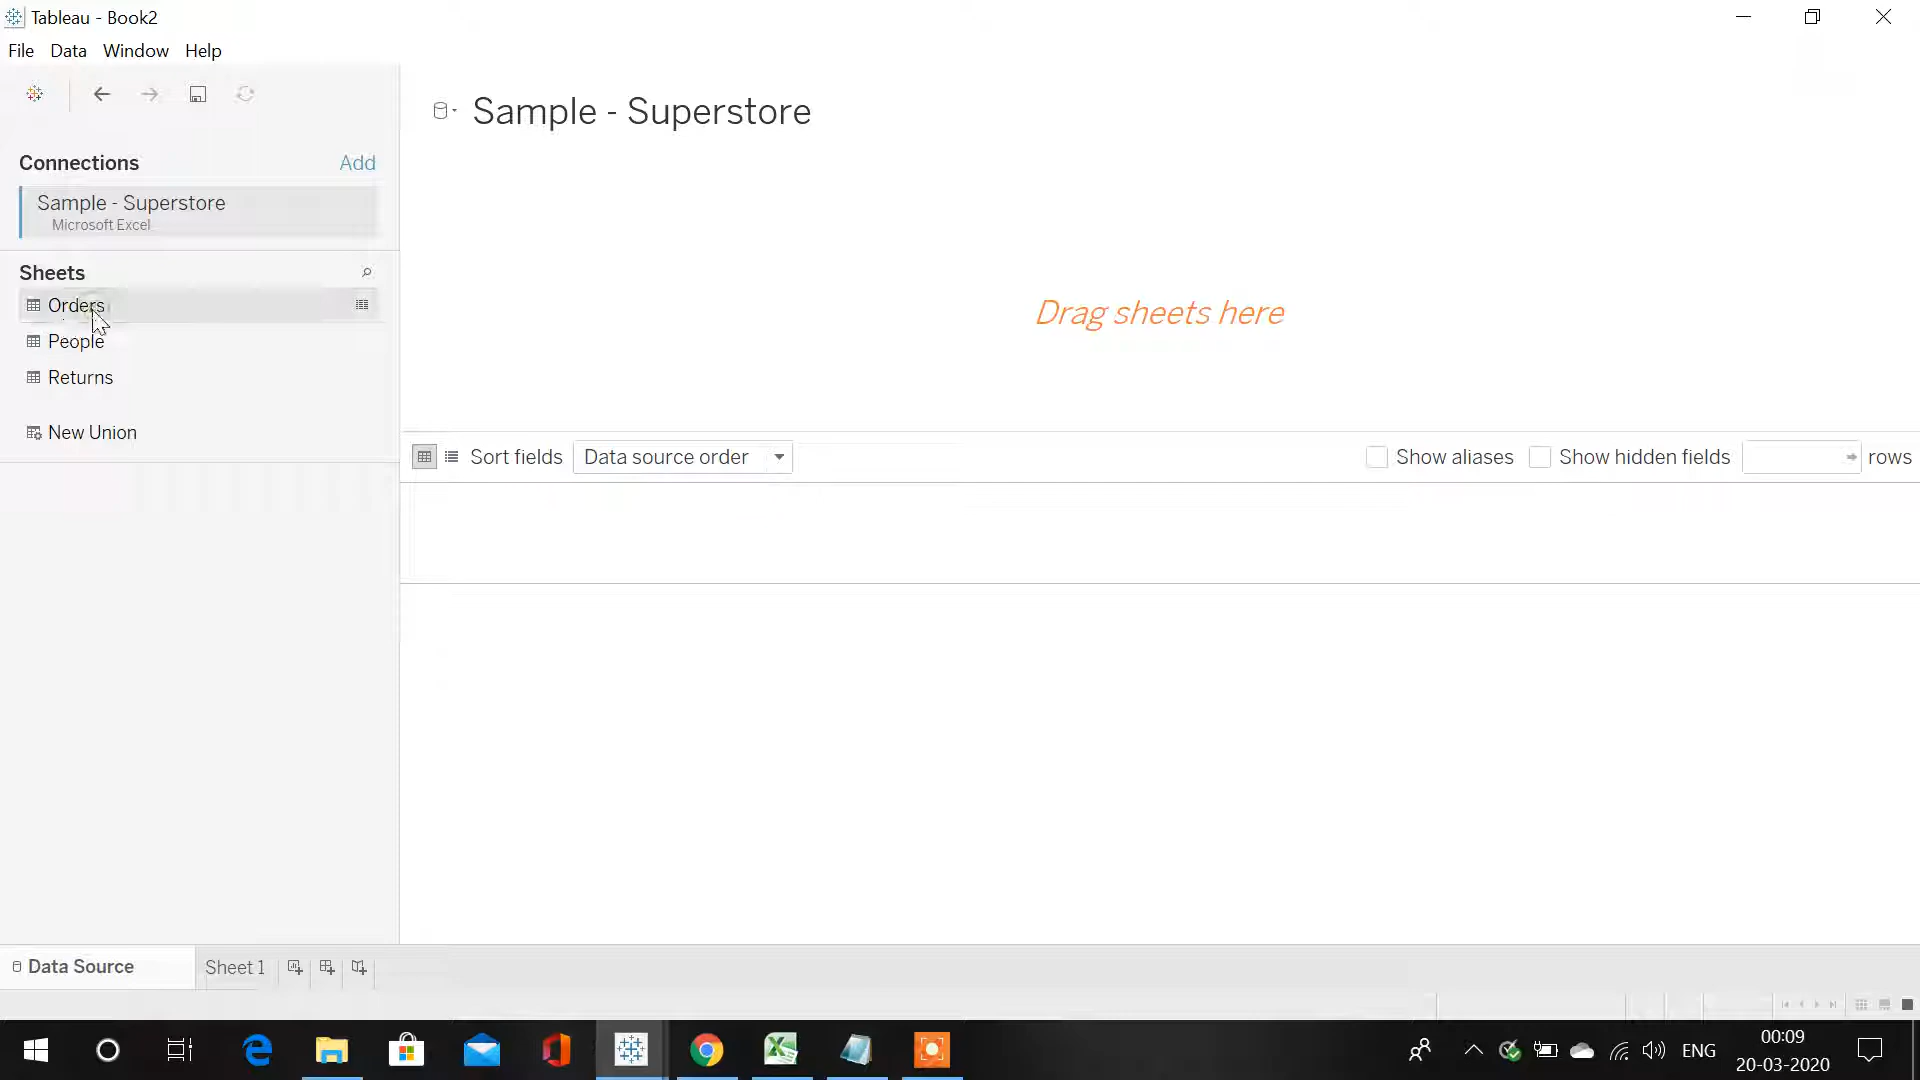 Tableau - Book2
File Data Window Help
Sample - Superstore
Connections Add
Sample - Superstore
Microsoft Excel
Sheets
Orders
Drag sheets here
People
Returns
New Union
Sort fields Data source order Show aliases Show hidden fields rows
Data Source Sheet 1
ENG
00:09
20-03-2020